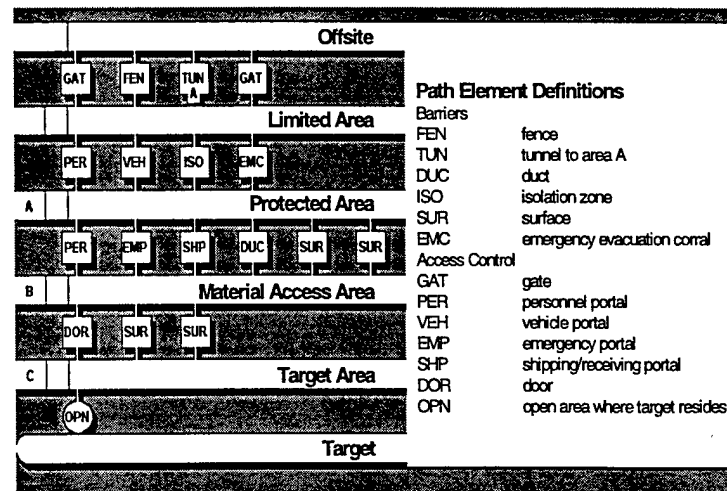 Offsite
GAT FEN TUN A GAT
Limited Area
PER VEH ISO EMC
A Protected Area
PER EMP SHP DUC SUR SUR
B Material Access Area
DOR SUR SUR
C Target Area
OPN
Target
Path Element Definitions
Barriers
FEN fence
TUN tunnel to area A
DUC duct
ISO isolation zone
SUR surface
EMC emergency evacuation corral
Access Control
GAT gate
PER personnel portal
VEH vehicle portal
EMP emergency portal
SHP shipping/receiving portal
DOR door
OPN open area where target resides